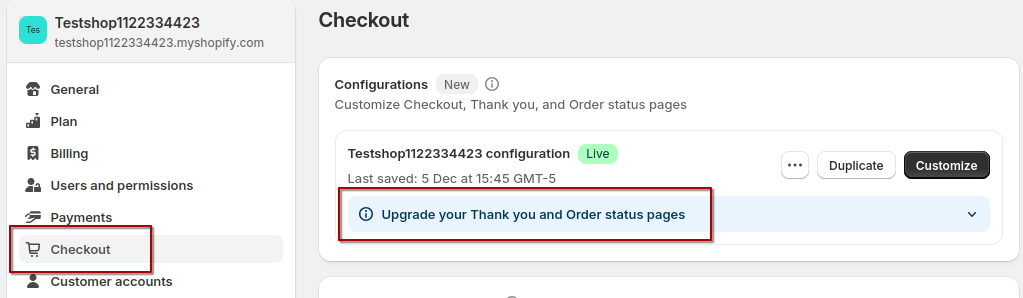 Tes
Testshop1122334423
testshop1122334423.myshopify.com
General
Plan
Billing
Users and permissions
Payments
Checkout
Customer accounts
Checkout
Configurations New
Customize Checkout, Thank you, and Order status pages
Testshop1122334423 configuration Live
Last saved: 5 Dec at 15:45 GMT-5
Duplicate Customize
Upgrade your Thank you and Order status pages